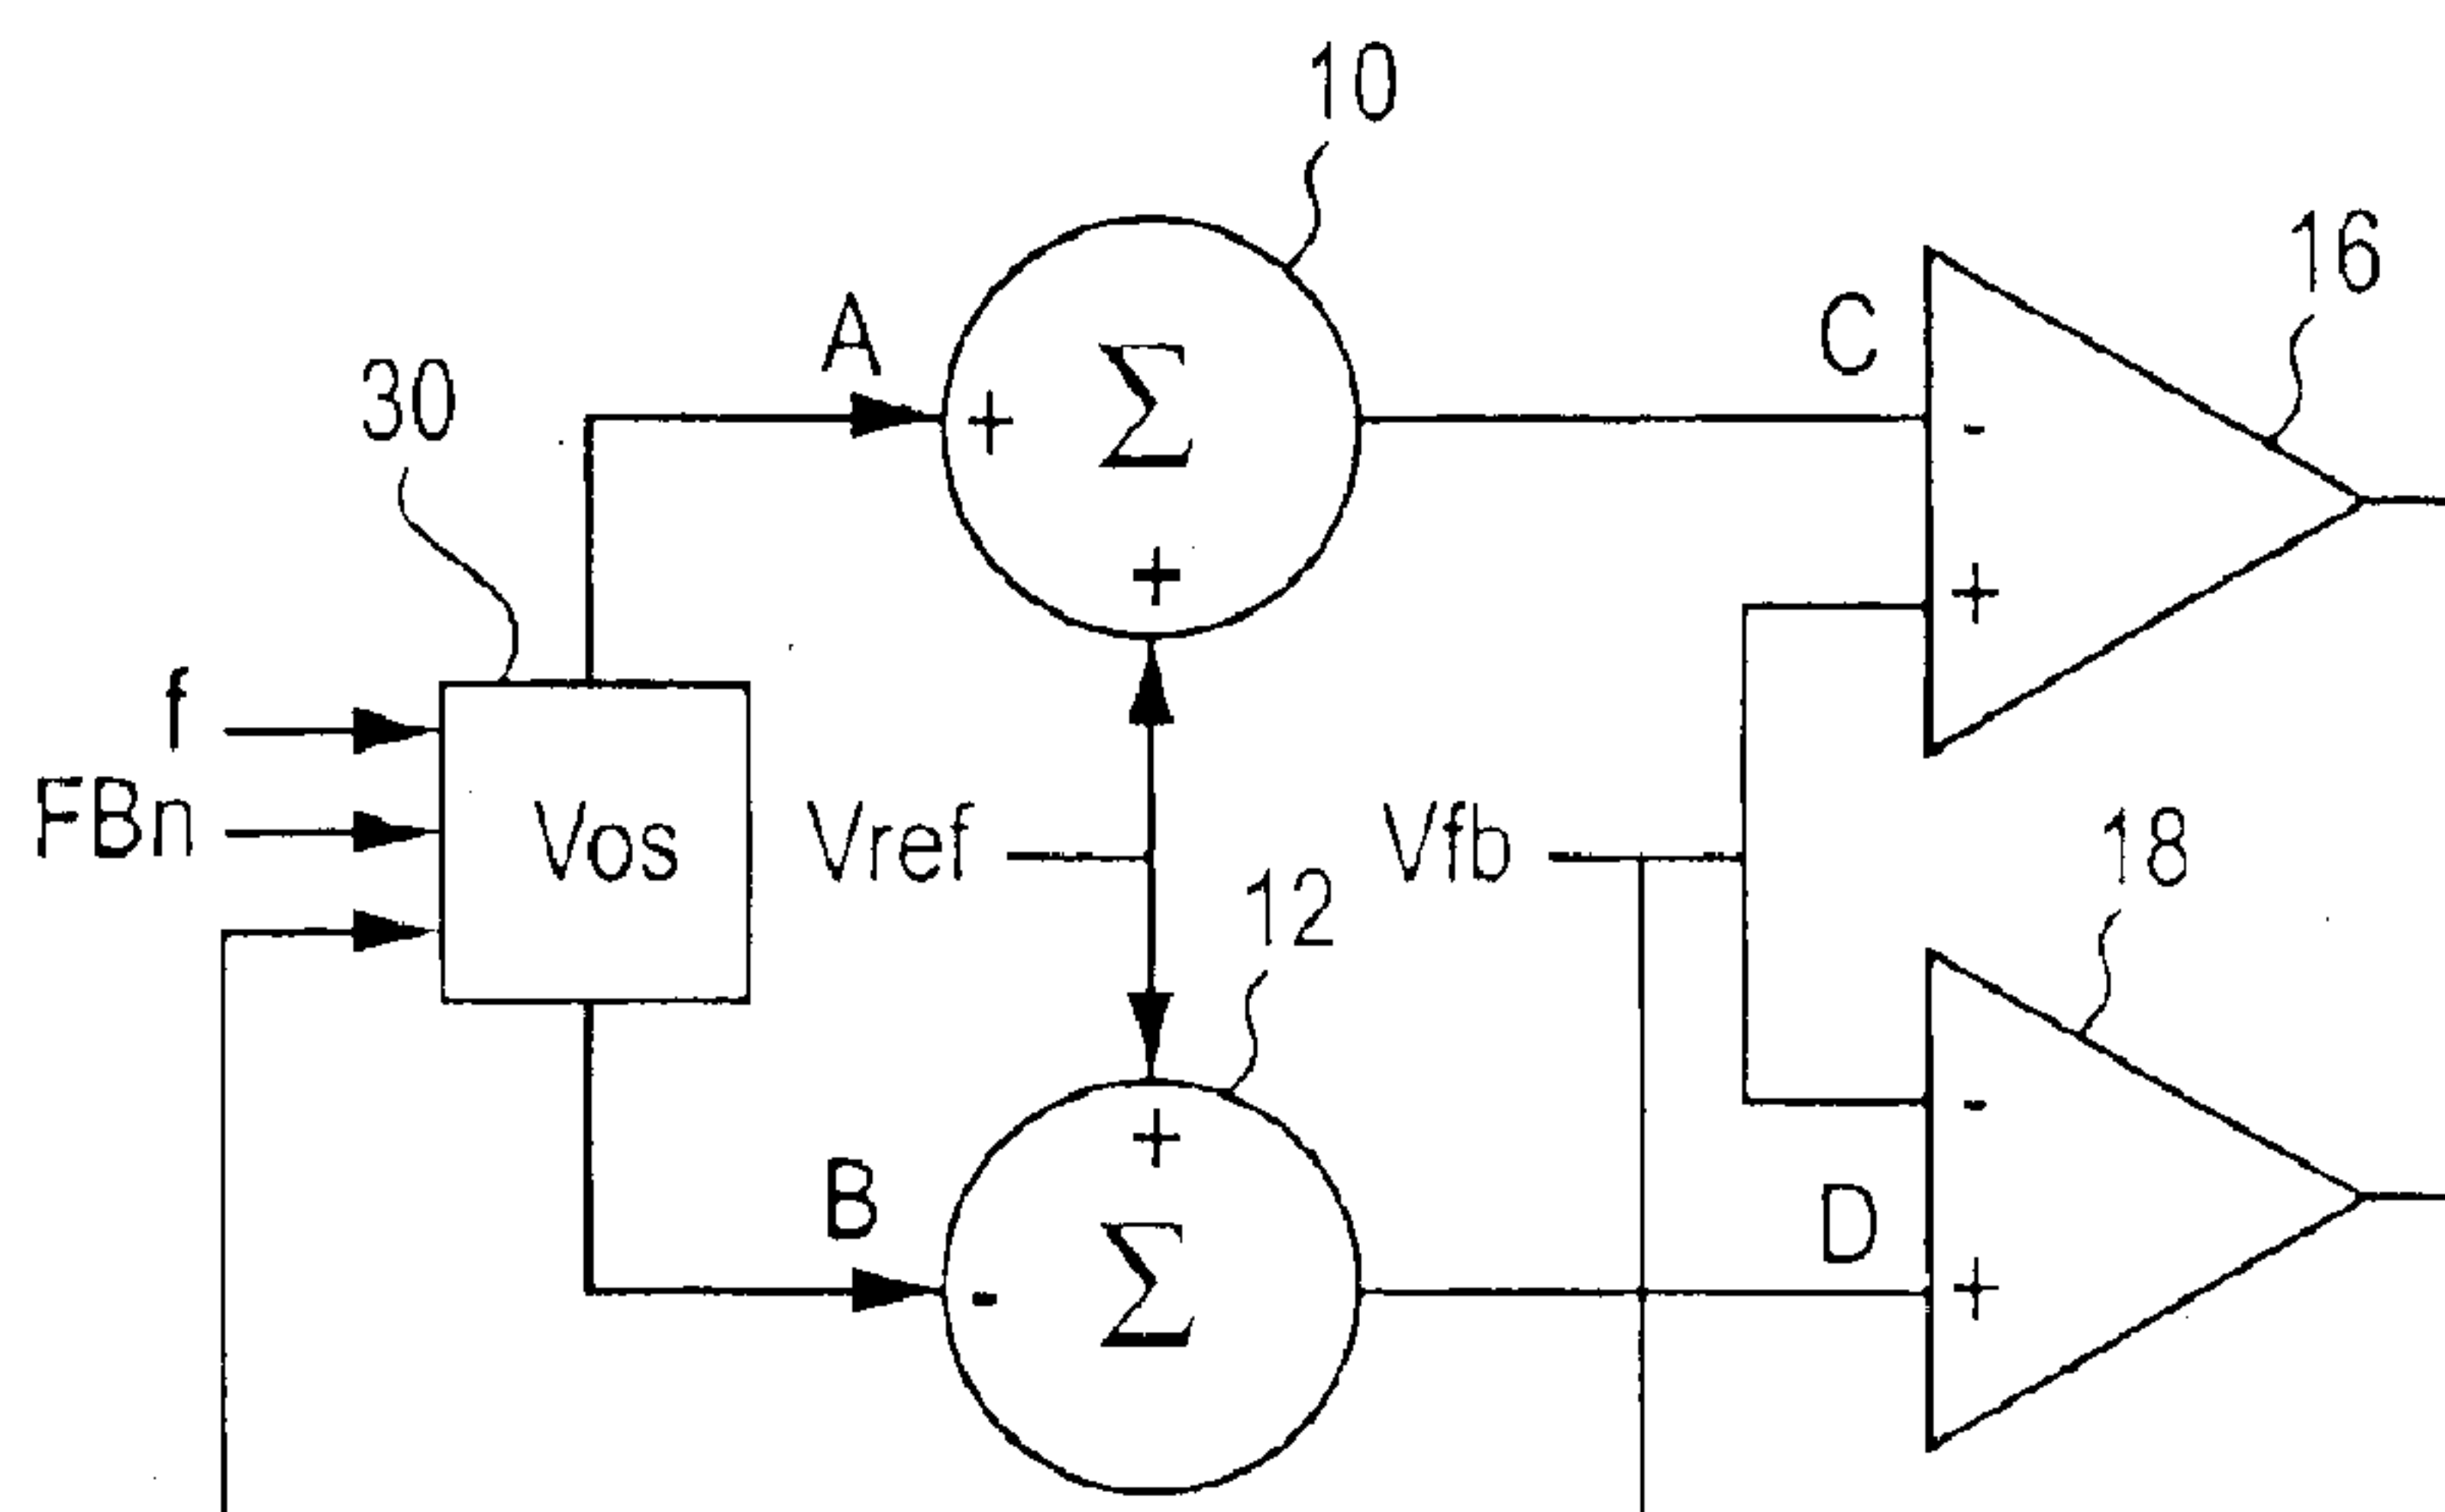 10
16
A
C
30
+
Σ
-
+
+
f
FBn
Vos
Vref
Vfb
18
12
+
-
B
D
-
Σ
+